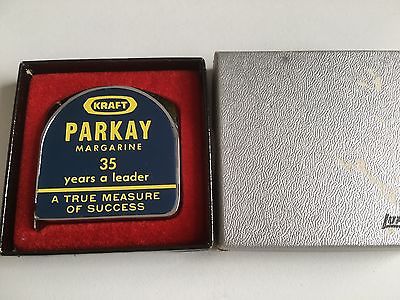 KRAFT
PARKAY
MARGARINE
35
years a leader
A TRUE MEASURE
OF SUCCESS